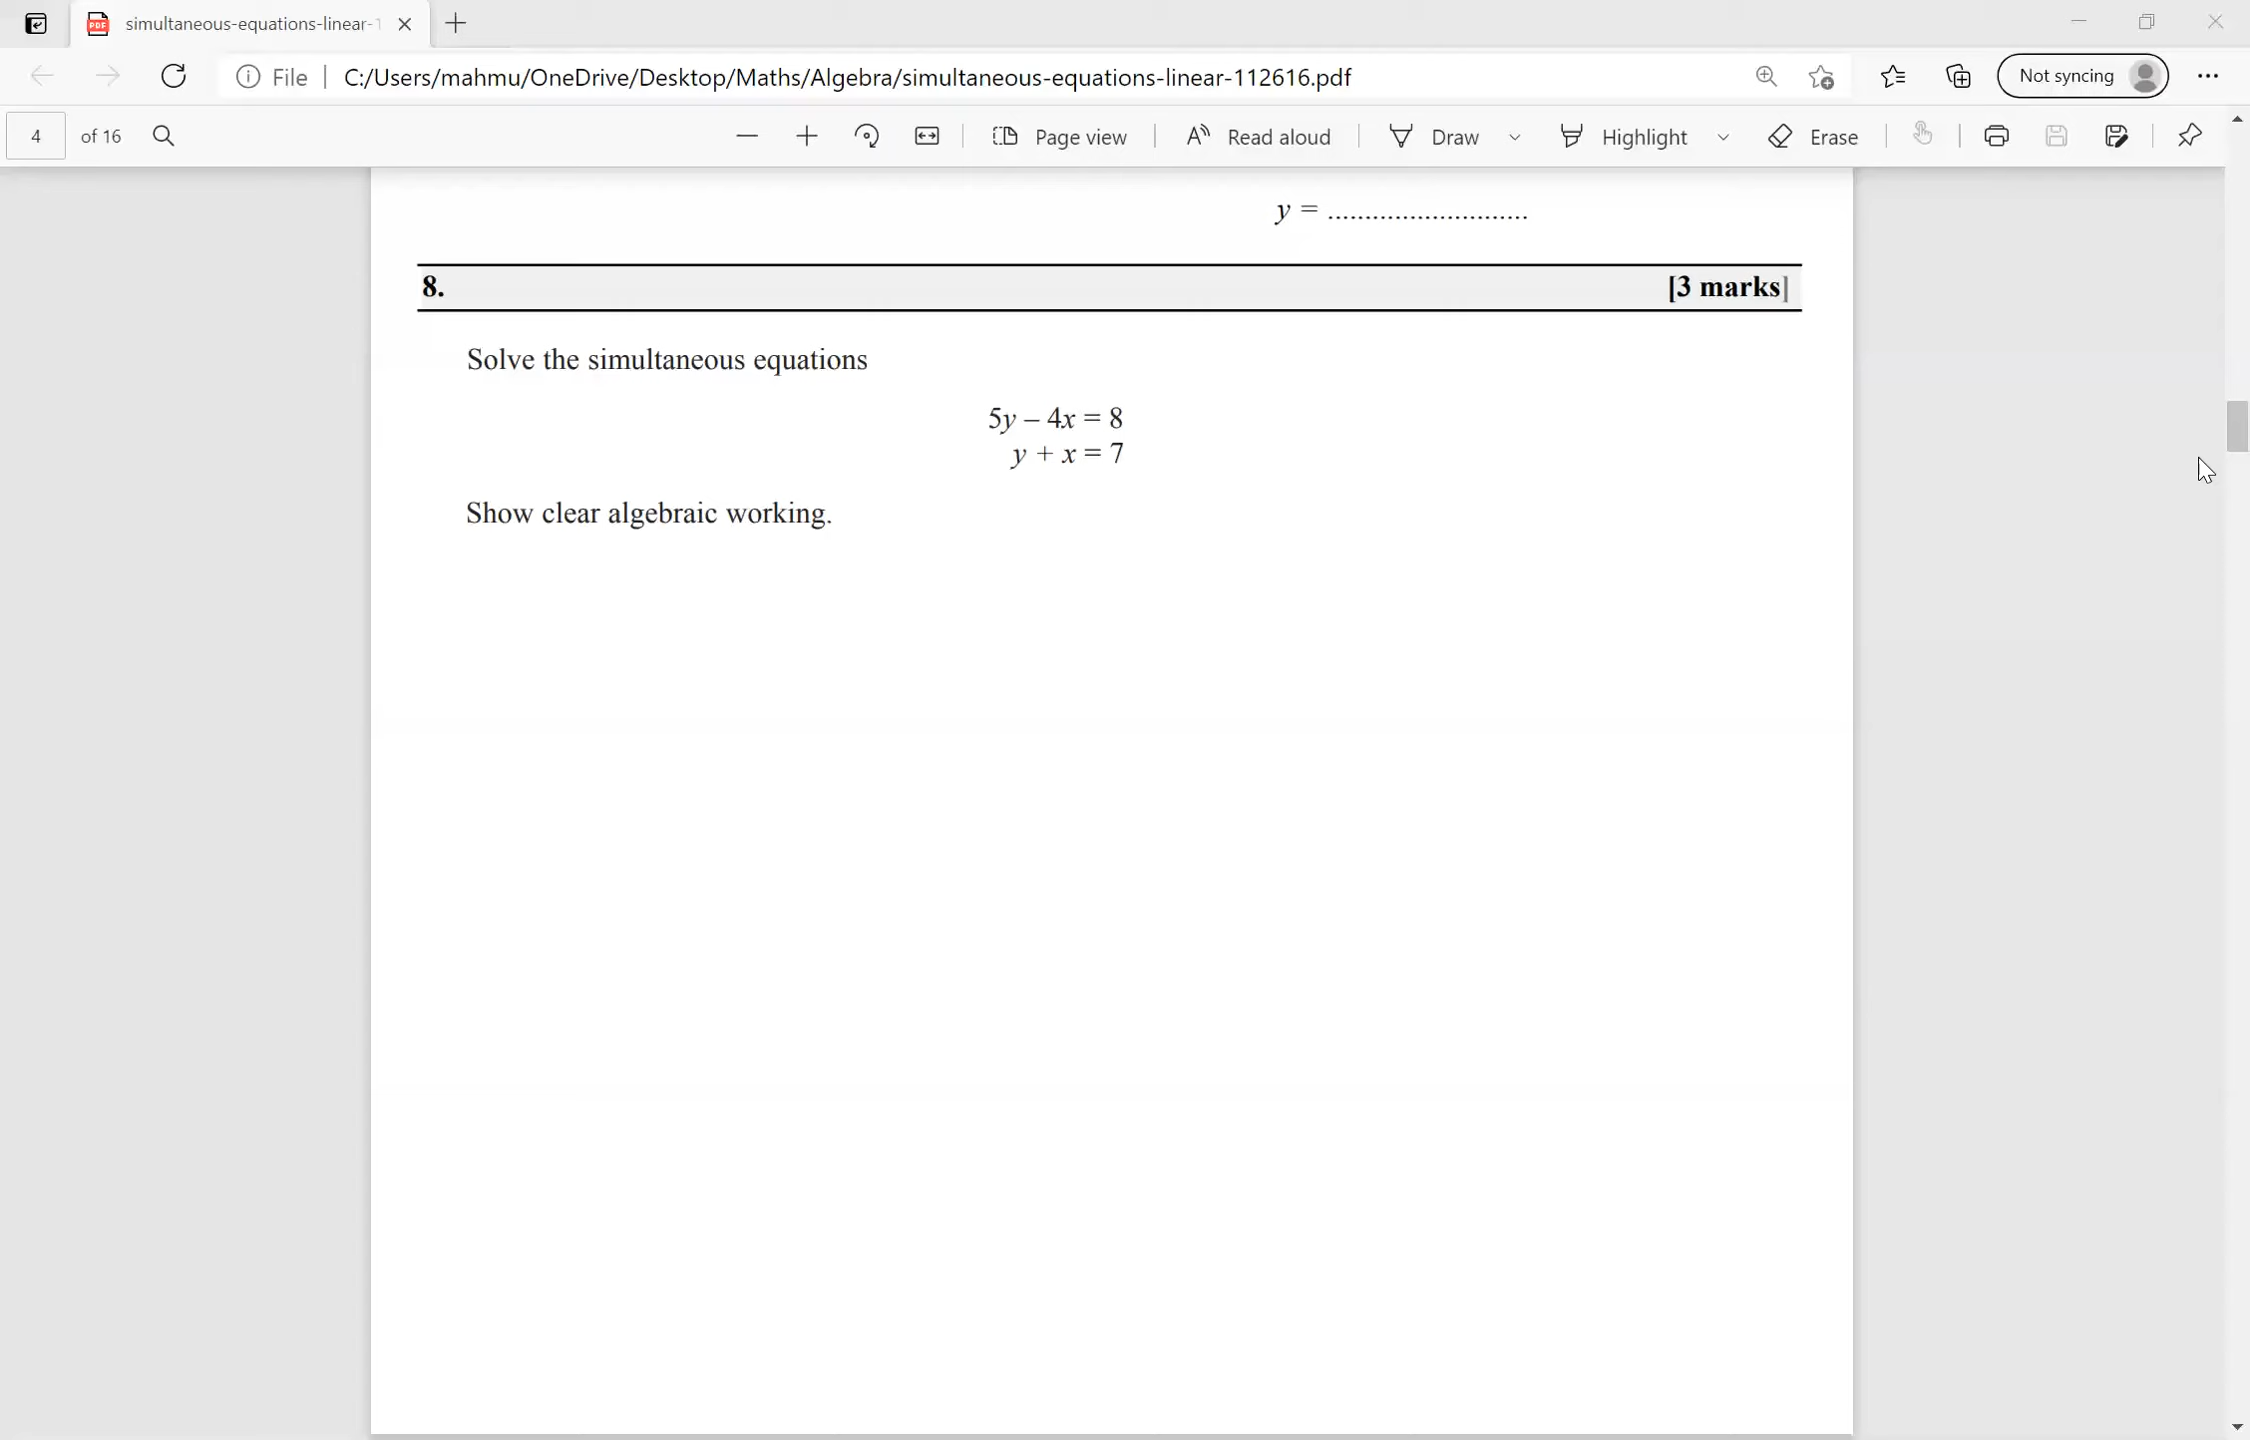 simultaneous-equations-linear-1
File
C:/Users/mahmu/OneDrive/Desktop/Maths/Algebra/simultaneous-equations-linear-112616.pdf
Not syncing
4 of 16
Page view
Read aloud
Draw
Highlight
Erase
y = ...........................
8. [3 marks]
Solve the simultaneous equations
5y – 4x = 8
y + x = 7
Show clear algebraic working.